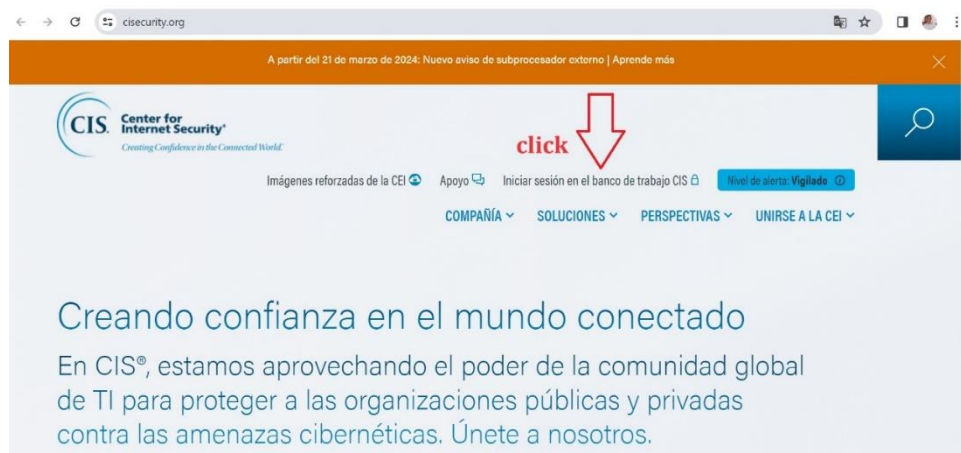 cisecurity.org
A partir del 21 de marzo de 2024: Nuevo aviso de subprocesador externo | Aprende más
CIS. Center for
Internet Security®
Creating Confidence in the Connected World.®
click
Imágenes reforzadas de la CEI Apoyo Iniciar sesión en el banco de trabajo CIS Nivel de alerta: Vigilado
COMPAÑÍA SOLUCIONES PERSPECTIVAS UNIRSE A LA CEI
Creando confianza en el mundo conectado
En CIS®, estamos aprovechando el poder de la comunidad global
de TI para proteger a las organizaciones públicas y privadas
contra las amenazas cibernéticas. Únete a nosotros.